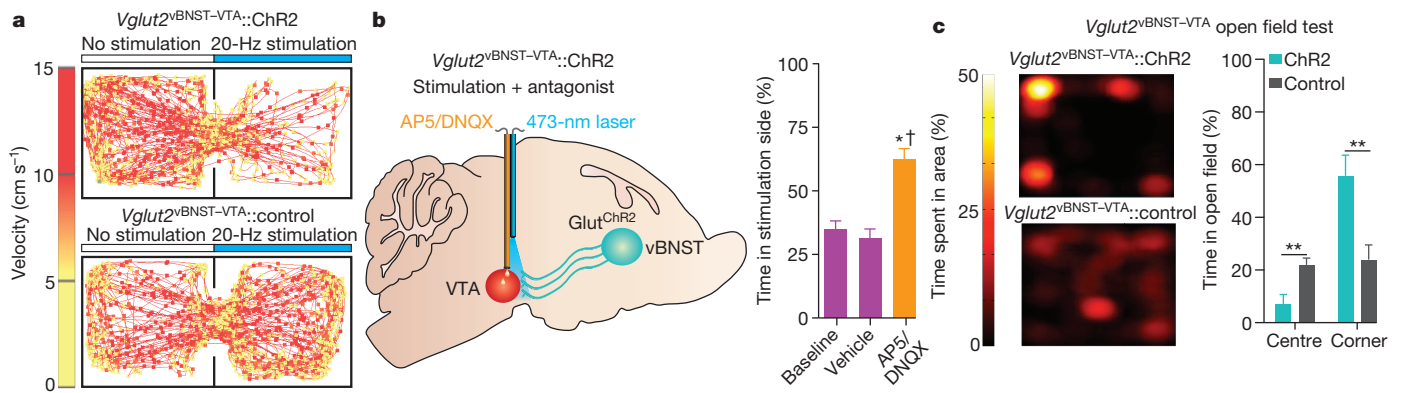 a
Vglut2vBNST–VTA::ChR2
No stimulation 20-Hz stimulation
15
10
5
0
Velocity (cm s−1)
Vglut2vBNST–VTA::control
No stimulation 20-Hz stimulation
b
Vglut2vBNST–VTA::ChR2
Stimulation + antagonist
AP5/DNQX 473-nm laser
GlutChR2
vBNST
VTA
Time in stimulation side (%)
100
75
50
25
0
Baseline
Vehicle
AP5/
DNQX
*†
c
Vglut2vBNST–VTA open field test
Vglut2vBNST–VTA::ChR2
50
25
0
Time spent in area (%)
Vglut2vBNST–VTA::control
ChR2
Control
Time in open field (%)
100
80
60
40
20
0
**
**
Centre Corner